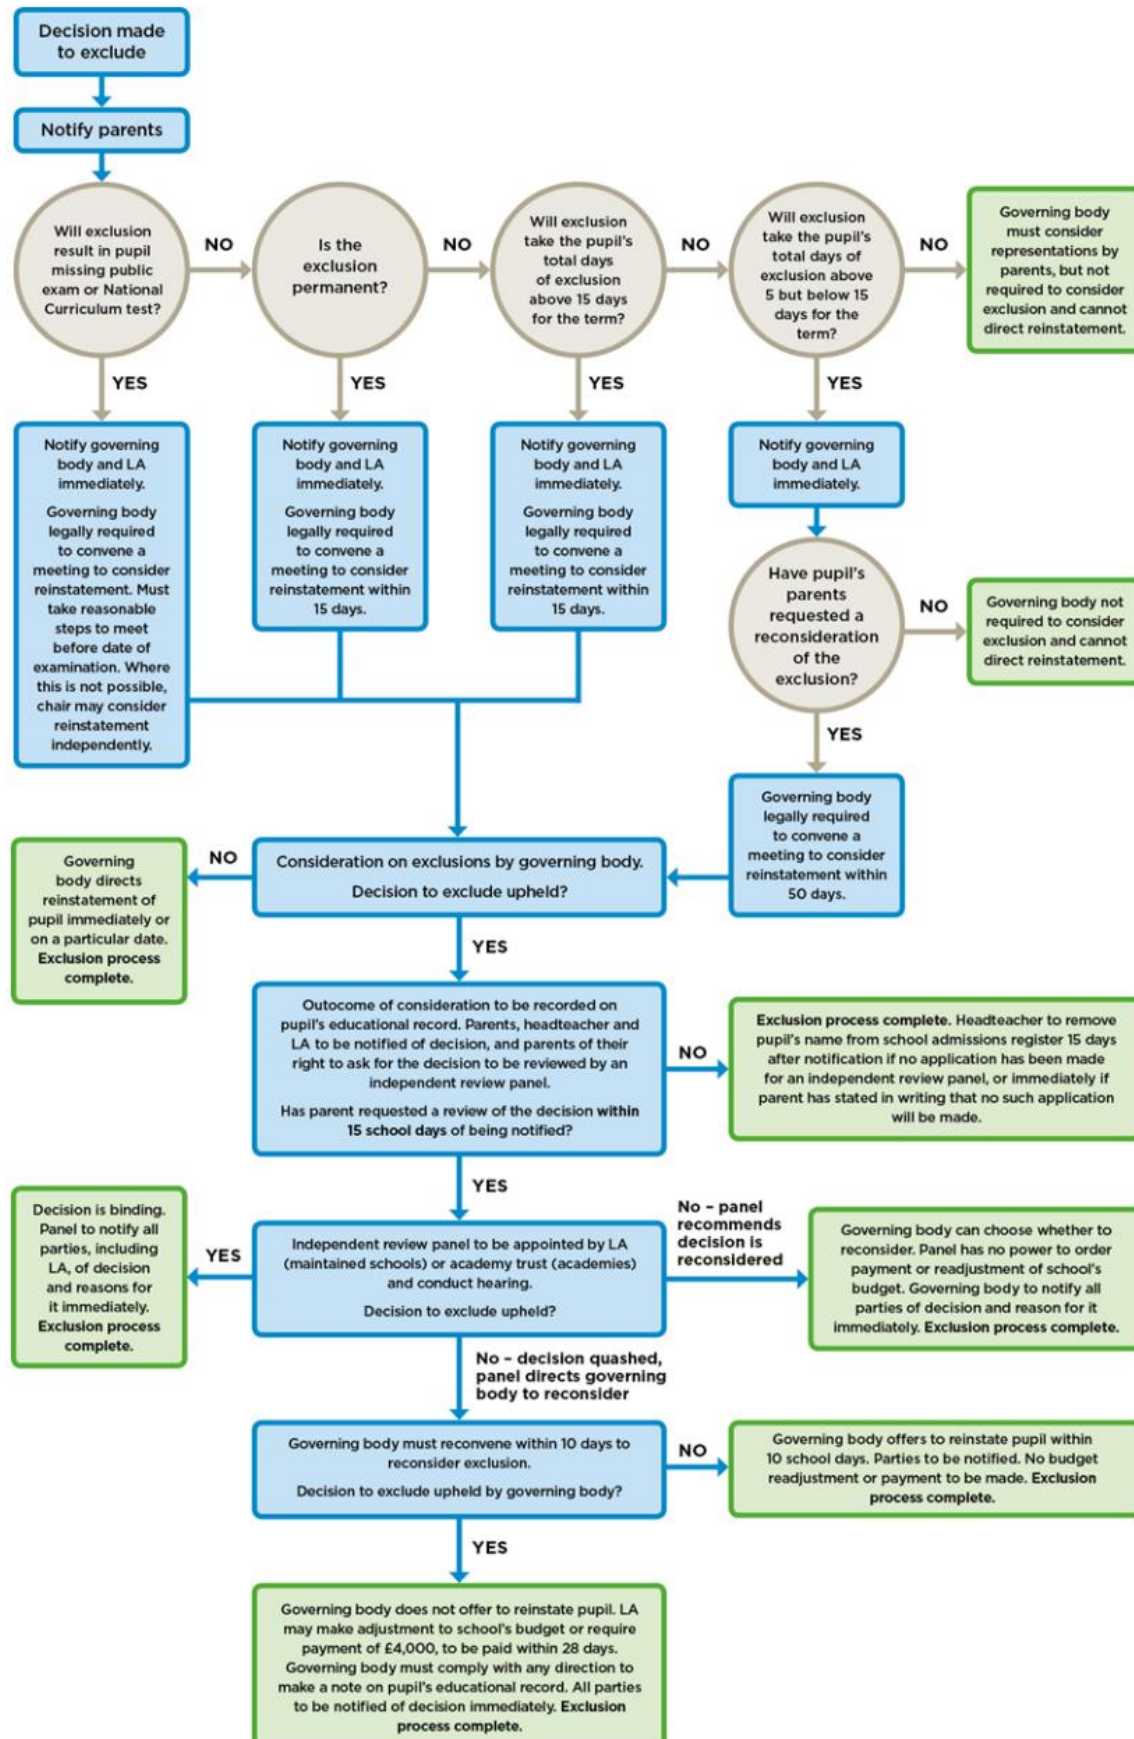 Decision made
to exclude
Notify parents
Will exclusion
result in pupil
missing public
exam or National
Curriculum test?
NO
Is the
exclusion
permanent?
NO
Will exclusion
take the pupil's
total days
of exclusion
above 15 days
for the term?
NO
Will exclusion
take the pupil's
total days of
exclusion above
5 but below 15
days for the
term?
NO
Governing body
must consider
representations by
parents, but not
required to consider
exclusion and cannot
direct reinstatement.
YES
YES
YES
YES
Notify governing
body and LA
immediately.
Governing body
legally required
to convene a
meeting to consider
reinstatement. Must
take reasonable
steps to meet
before date of
examination. Where
this is not possible,
chair may consider
reinstatement
independently.
Notify governing
body and LA
immediately.
Governing body
legally required
to convene a
meeting to consider
reinstatement within
15 days.
Notify governing
body and LA
immediately.
Governing body
legally required
to convene a
meeting to consider
reinstatement within
15 days.
Notify governing
body and LA
immediately.
Have pupil's
parents
requested a
reconsideration
of the
exclusion?
NO
Governing body not
required to consider
exclusion and cannot
direct reinstatement.
YES
Governing body
legally required
to convene a
meeting to consider
reinstatement within
50 days.
Consideration on exclusions by governing body.
Decision to exclude upheld?
NO
Governing
body directs
reinstatement of
pupil immediately or
on a particular date.
Exclusion process
complete.
YES
Outocome of consideration to be recorded on
pupil's educational record. Parents, headteacher and
LA to be notified of decision, and parents of their
right to ask for the decision to be reviewed by an
independent review panel.
Has parent requested a review of the decision within
15 school days of being notified?
NO
Exclusion process complete. Headteacher to remove
pupil's name from school admissions register 15 days
after notification if no application has been made
for an independent review panel, or immediately if
parent has stated in writing that no such application
will be made.
YES
Independent review panel to be appointed by LA
(maintained schools) or academy trust (academies)
and conduct hearing.
Decision to exclude upheld?
YES
Decision is binding.
Panel to notify all
parties, including
LA, of decision
and reasons for
it immediately.
Exclusion process
complete.
No – panel
recommends
decision is
reconsidered
Governing body can choose whether to
reconsider. Panel has no power to order
payment or readjustment of school's
budget. Governing body to notify all
parties of decision and reason for it
immediately. Exclusion process complete.
No – decision quashed,
panel directs governing
body to reconsider
Governing body must reconvene within 10 days to
reconsider exclusion.
Decision to exclude upheld by governing body?
NO
Governing body offers to reinstate pupil within
10 school days. Parties to be notified. No budget
readjustment or payment to be made. Exclusion
process complete.
YES
Governing body does not offer to reinstate pupil. LA
may make adjustment to school's budget or require
payment of £4,000, to be paid within 28 days.
Governing body must comply with any direction to
make a note on pupil's educational record. All parties
to be notified of decision immediately. Exclusion
process complete.